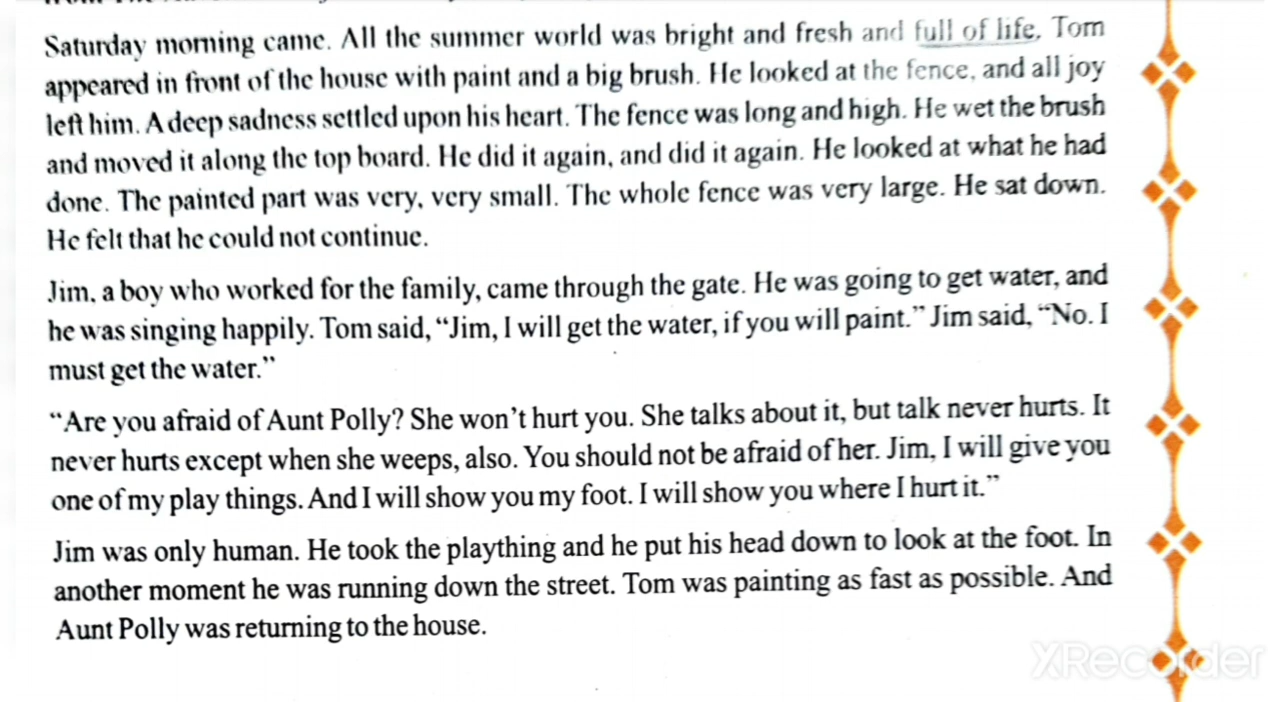 Saturday morning came. All the summer world was bright and fresh and full of life. Tom
appeared in front of the house with paint and a big brush. He looked at the fence, and all joy
left him. A deep sadness settled upon his heart. The fence was long and high. He wet the brush
and moved it along the top board. He did it again, and did it again. He looked at what he had
done. The painted part was very, very small. The whole fence was very large. He sat down.
He felt that he could not continue.
Jim, a boy who worked for the family, came through the gate. He was going to get water, and
he was singing happily. Tom said, “Jim, I will get the water, if you will paint.” Jim said, “No. I
must get the water.”
“Are you afraid of Aunt Polly? She won’t hurt you. She talks about it, but talk never hurts. It
never hurts except when she weeps, also. You should not be afraid of her. Jim, I will give you
one of my play things. And I will show you my foot. I will show you where I hurt it.”
Jim was only human. He took the plaything and he put his head down to look at the foot. In
another moment he was running down the street. Tom was painting as fast as possible. And
Aunt Polly was returning to the house.
XRecorder